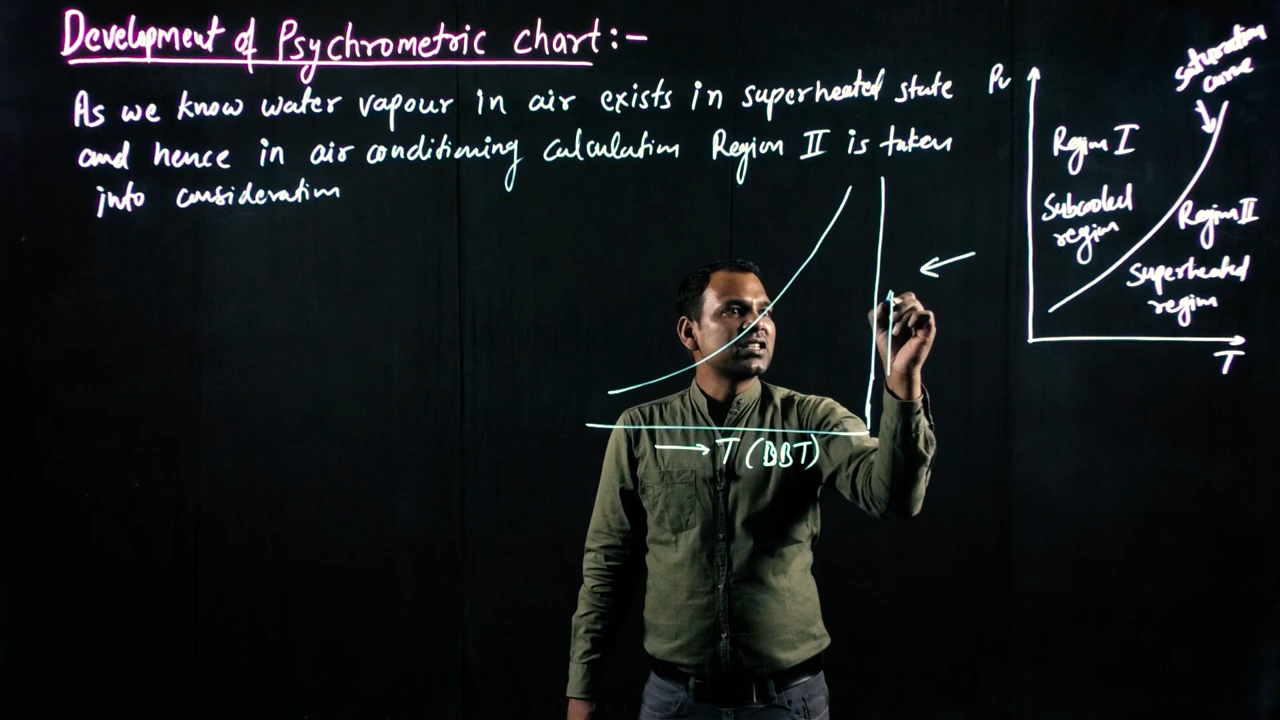 Development of Psychrometric chart:-
As we know water vapour in air exists in superheated state
and hence in air conditioning calculation Region II is taken
into consideration
Pv
saturation
curve
Region I
Subcooled
region
Region II
Superheated
region
T
→ T (DBT)